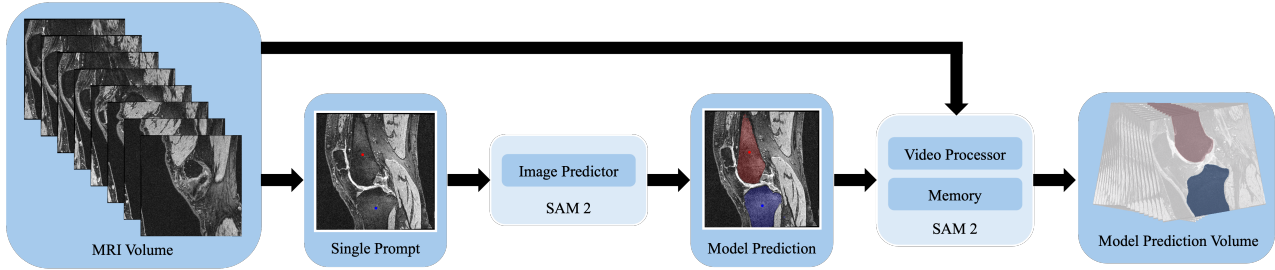 MRI Volume
Single Prompt
Image Predictor
SAM 2
Model Prediction
Video Processor
Memory
SAM 2
Model Prediction Volume